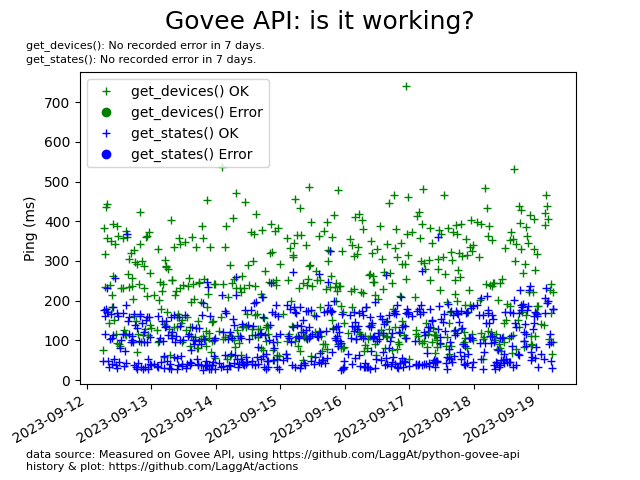 Govee API: is it working?
get_devices(): No recorded error in 7 days.
get_states(): No recorded error in 7 days.
get_devices() OK
get_devices() Error
get_states() OK
get_states() Error
Ping (ms)
700
600
500
400
300
200
100
0
2023-09-12
2023-09-13
2023-09-14
2023-09-15
2023-09-16
2023-09-17
2023-09-18
2023-09-19
data source: Measured on Govee API, using https://github.com/LaggAt/python-govee-api
history & plot: https://github.com/LaggAt/actions